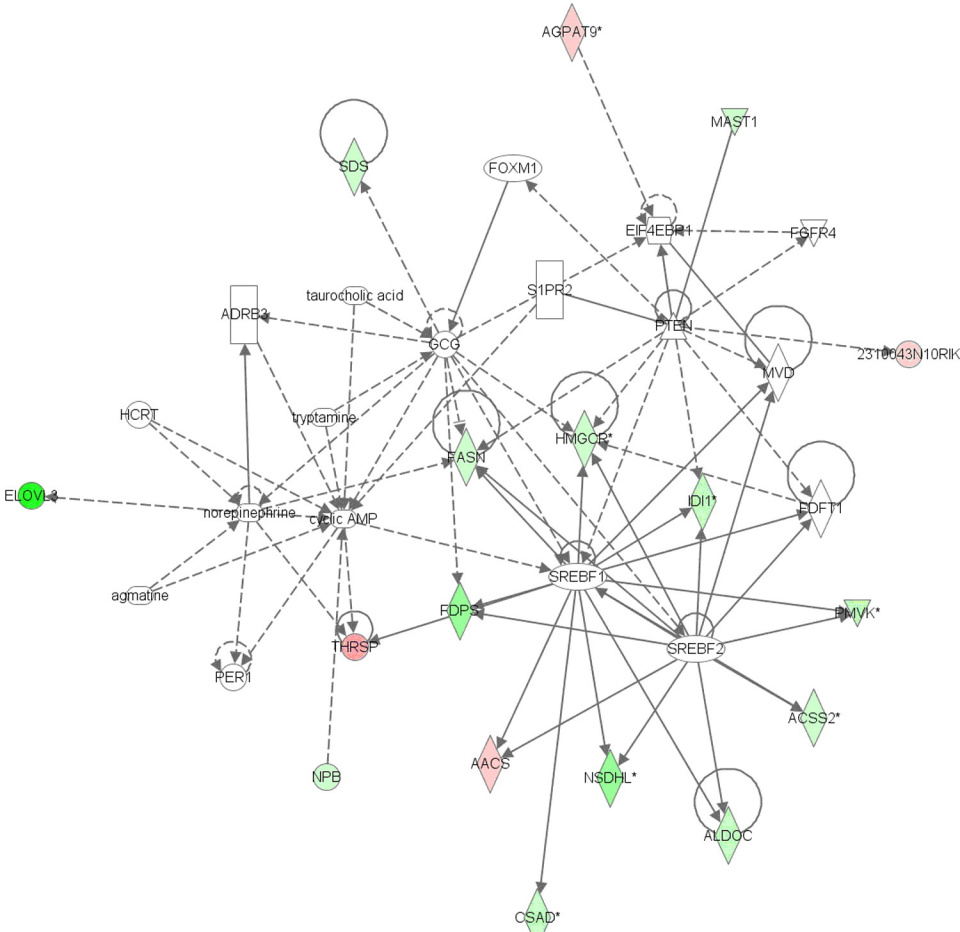 AGPAT9*
MAST1
SDS
FOXM1
EIF4EBP1
FGFR4
S1PR2
taurocholic acid
ADRB3
PTEN
GCG
2310043N10RIK
MVD
HCRT
tryptamine
HMGCR*
FASN
ELOVL3
IDI1*
FDFT1
norepinephrine
cyclic AMP
SREBF1
agmatine
FDPS
PMVK*
THRSP
SREBF2
PER1
ACSS2*
AACS
NPB
NSDHL*
ALDOC
CSAD*